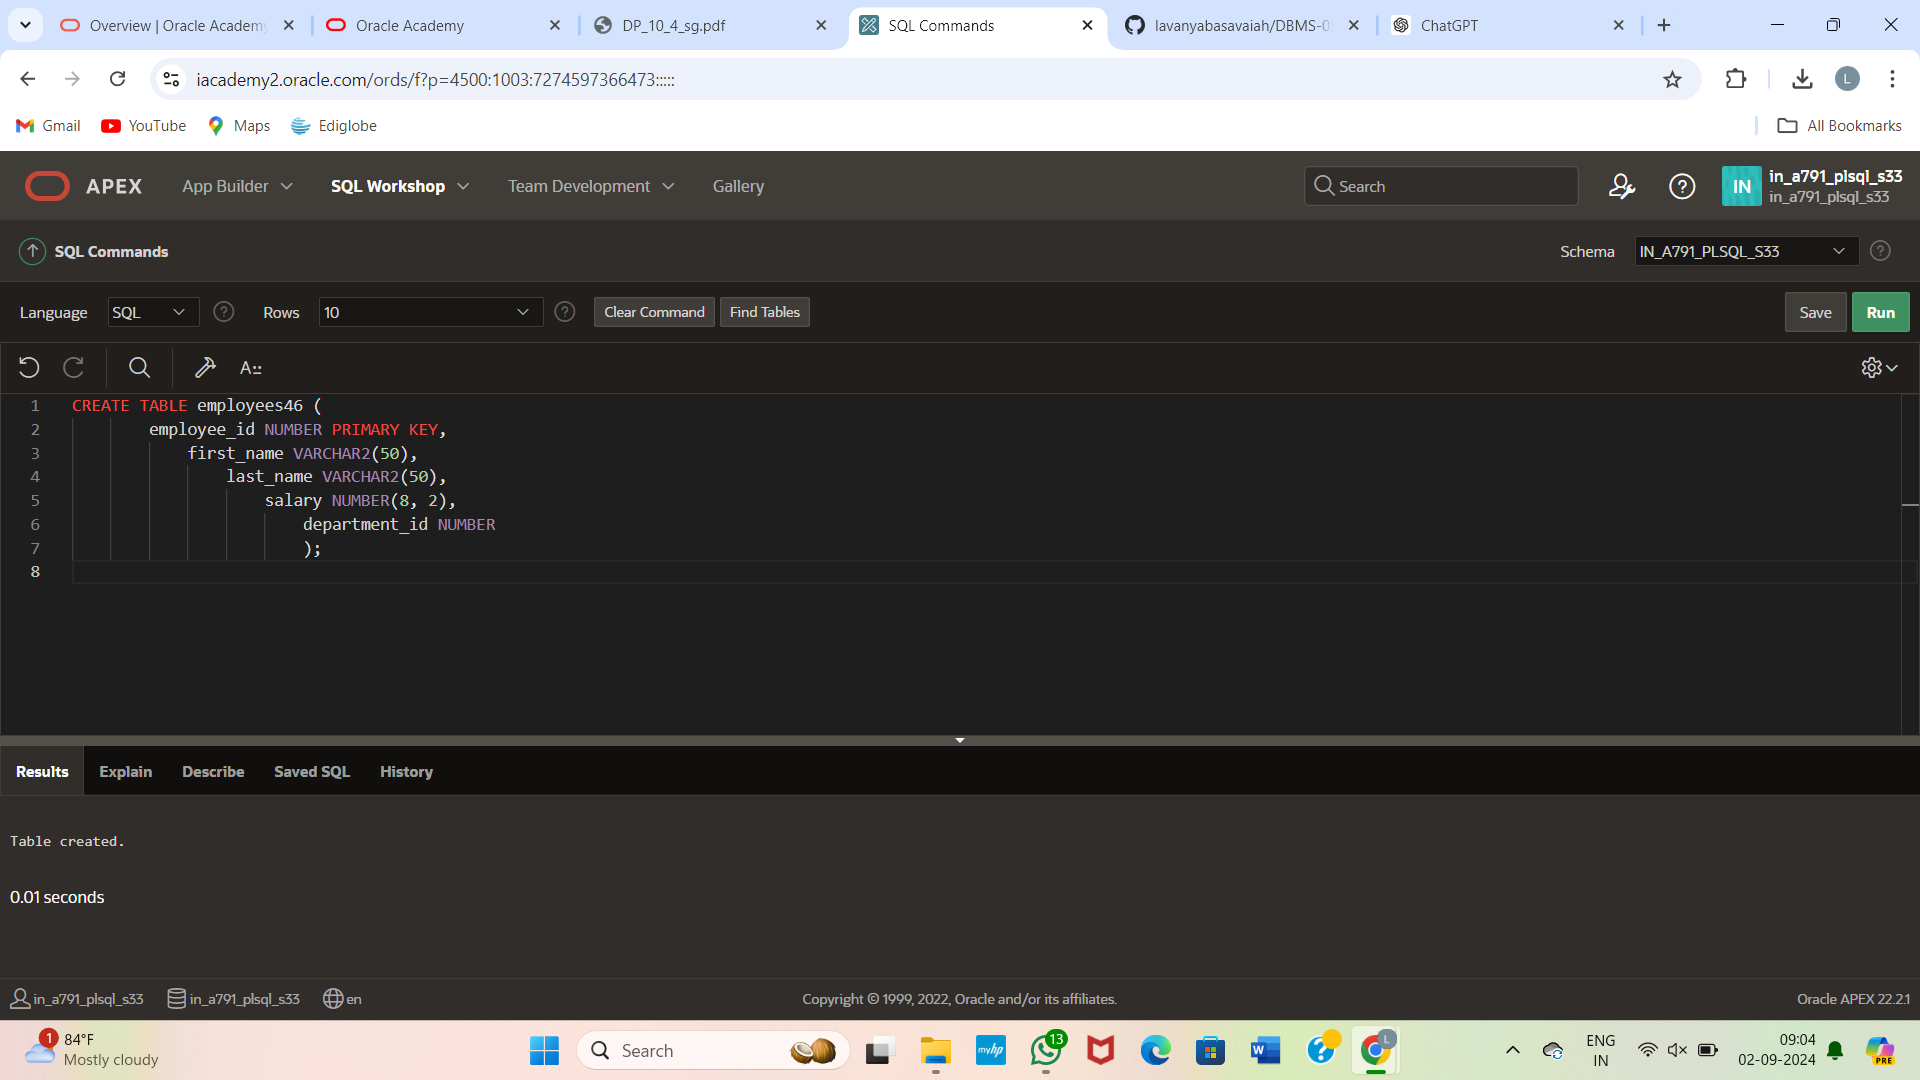 Overview | Oracle Academy
Oracle Academy
DP_10_4_sg.pdf
SQL Commands
lavanyabasavaiah/DBMS-0
ChatGPT
iacademy2.oracle.com/ords/f?p=4500:1003:7274597366473:::::
L
Gmail
YouTube
Maps
Ediglobe
All Bookmarks
APEX
App Builder
SQL Workshop
Team Development
Gallery
Search
IN
in_a791_plsql_s33
in_a791_plsql_s33
SQL Commands
Schema
IN_A791_PLSQL_S33
Language
SQL
Rows
10
Clear Command
Find Tables
Save
Run
A::
1 CREATE TABLE employees46 (
2 employee_id NUMBER PRIMARY KEY,
3 first_name VARCHAR2(50),
4 last_name VARCHAR2(50),
5 salary NUMBER(8, 2),
6 department_id NUMBER
7 );
8
Results
Explain
Describe
Saved SQL
History
Table created.
0.01 seconds
in_a791_plsql_s33
in_a791_plsql_s33
en
Copyright © 1999, 2022, Oracle and/or its affiliates.
Oracle APEX 22.2.1
1
84°F
Mostly cloudy
Search
myhp
13
W
L
ENG
IN
09:04
02-09-2024
PRE